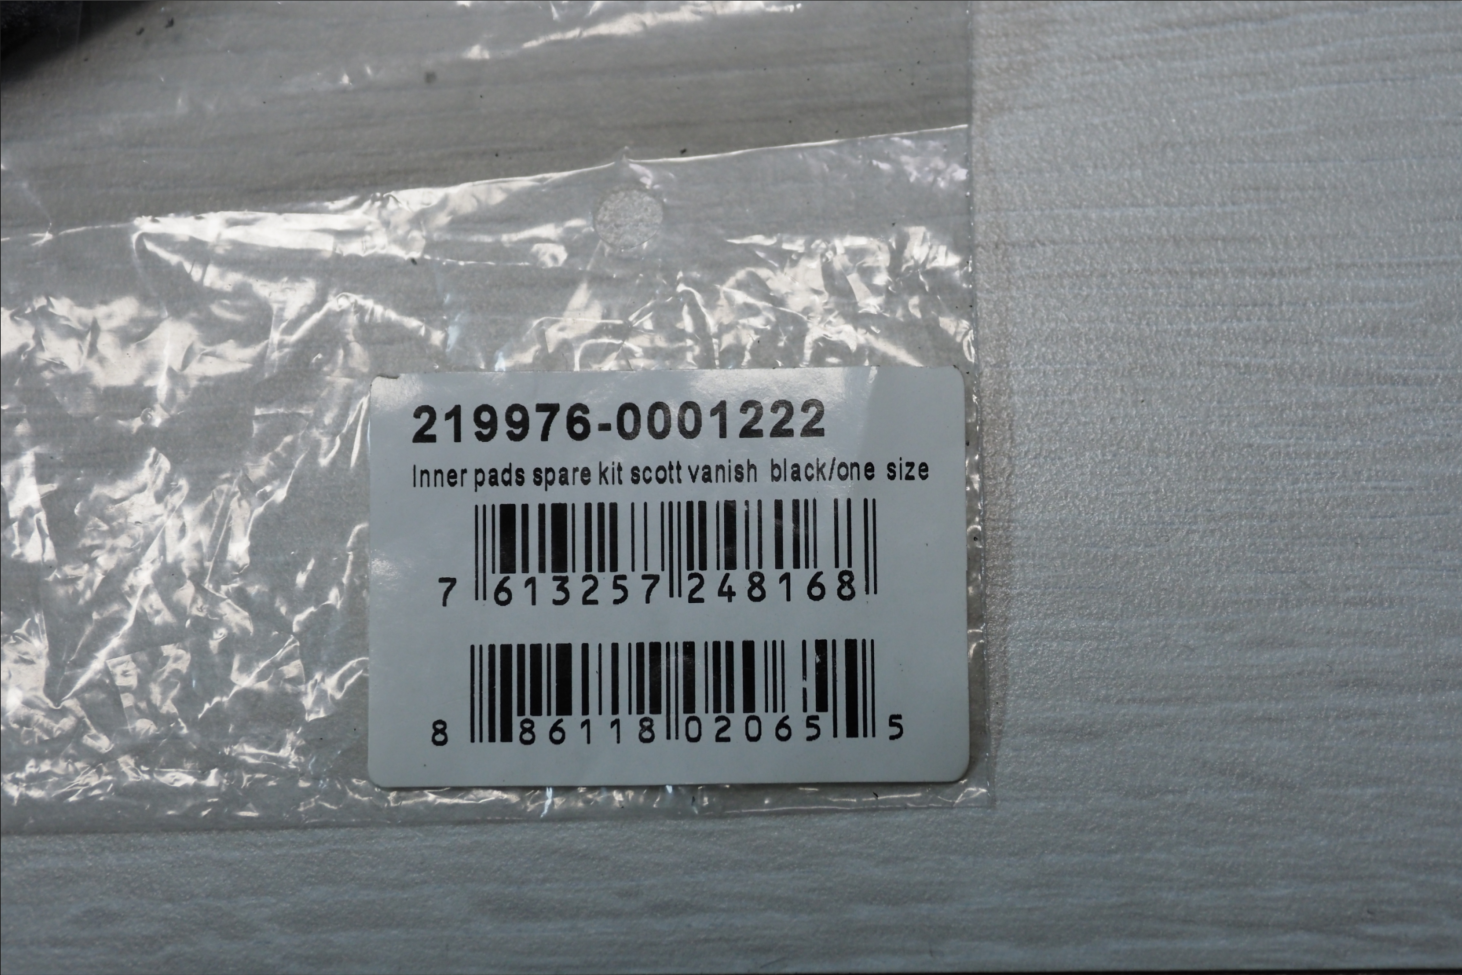 219976-0001222
Inner pads spare kit scott vanish black/one size
7 613257 248168
8 86118 02065 5